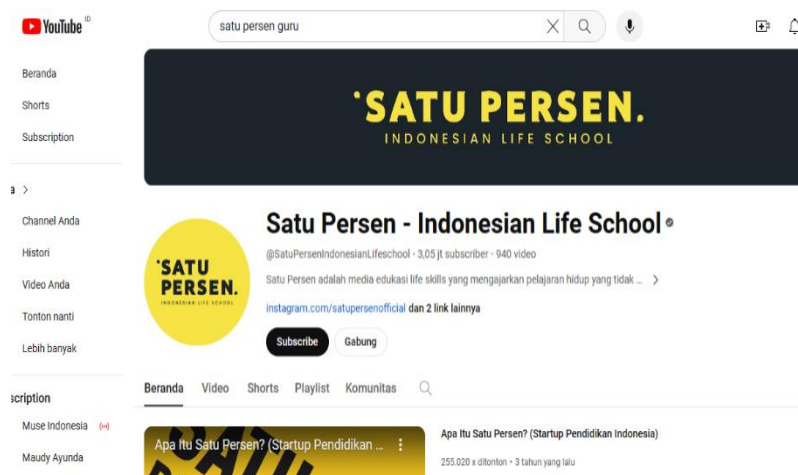 YouTube ID
satu persen guru
Beranda
Shorts
Subscription
a >
Channel Anda
Histori
Video Anda
Tonton nanti
Lebih banyak
scription
Muse Indonesia
Maudy Ayunda
SATU PERSEN.
INDONESIAN LIFE SCHOOL
SATU
PERSEN.
INDONESIAN LIFE SCHOOL
Satu Persen - Indonesian Life School
@SatuPersenIndonesianLifeschool · 3,05 jt subscriber · 940 video
Satu Persen adalah media edukasi life skills yang mengajarkan pelajaran hidup yang tidak ... >
instagram.com/satupersenofficial dan 2 link lainnya
Subscribe Gabung
Beranda Video Shorts Playlist Komunitas
Apa Itu Satu Persen? (Startup Pendidikan ...
SATU
Apa Itu Satu Persen? (Startup Pendidikan Indonesia)
255.020 x ditonton • 3 tahun yang lalu